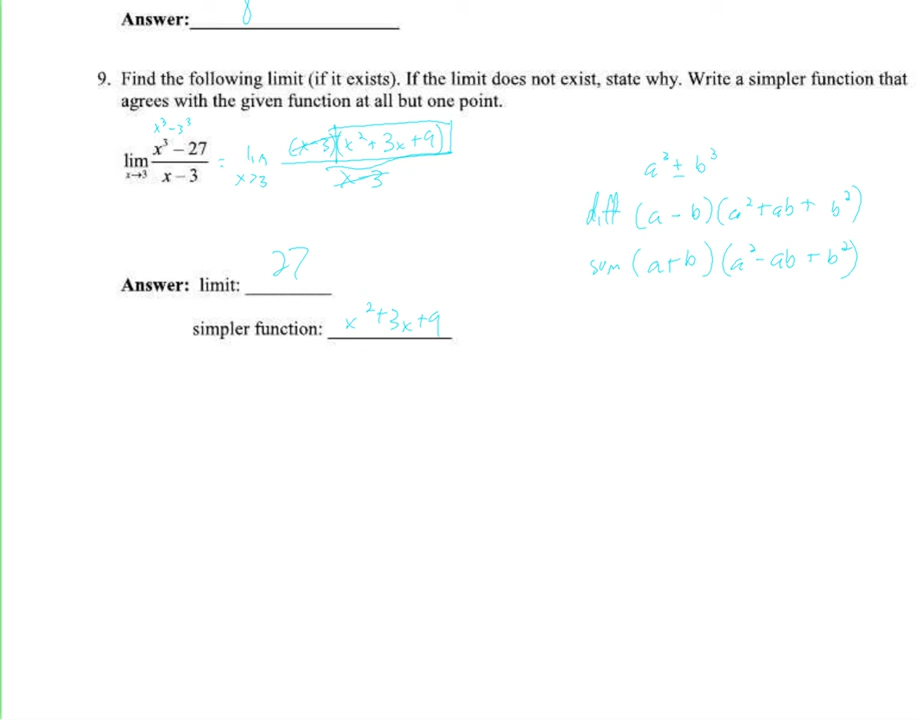 Answer: 8
9. Find the following limit (if it exists). If the limit does not exist, state why. Write a simpler function that
agrees with the given function at all but one point.
x³ - 3³
lim x→3 (x³ - 27)/(x - 3) = lim x→3 (x-3)(x² + 3x + 9)/(x-3)
a³ ± b³
diff (a - b)(a² + ab + b²)
sum (a + b)(a² - ab + b²)
Answer: limit: 27
simpler function: x² + 3x + 9